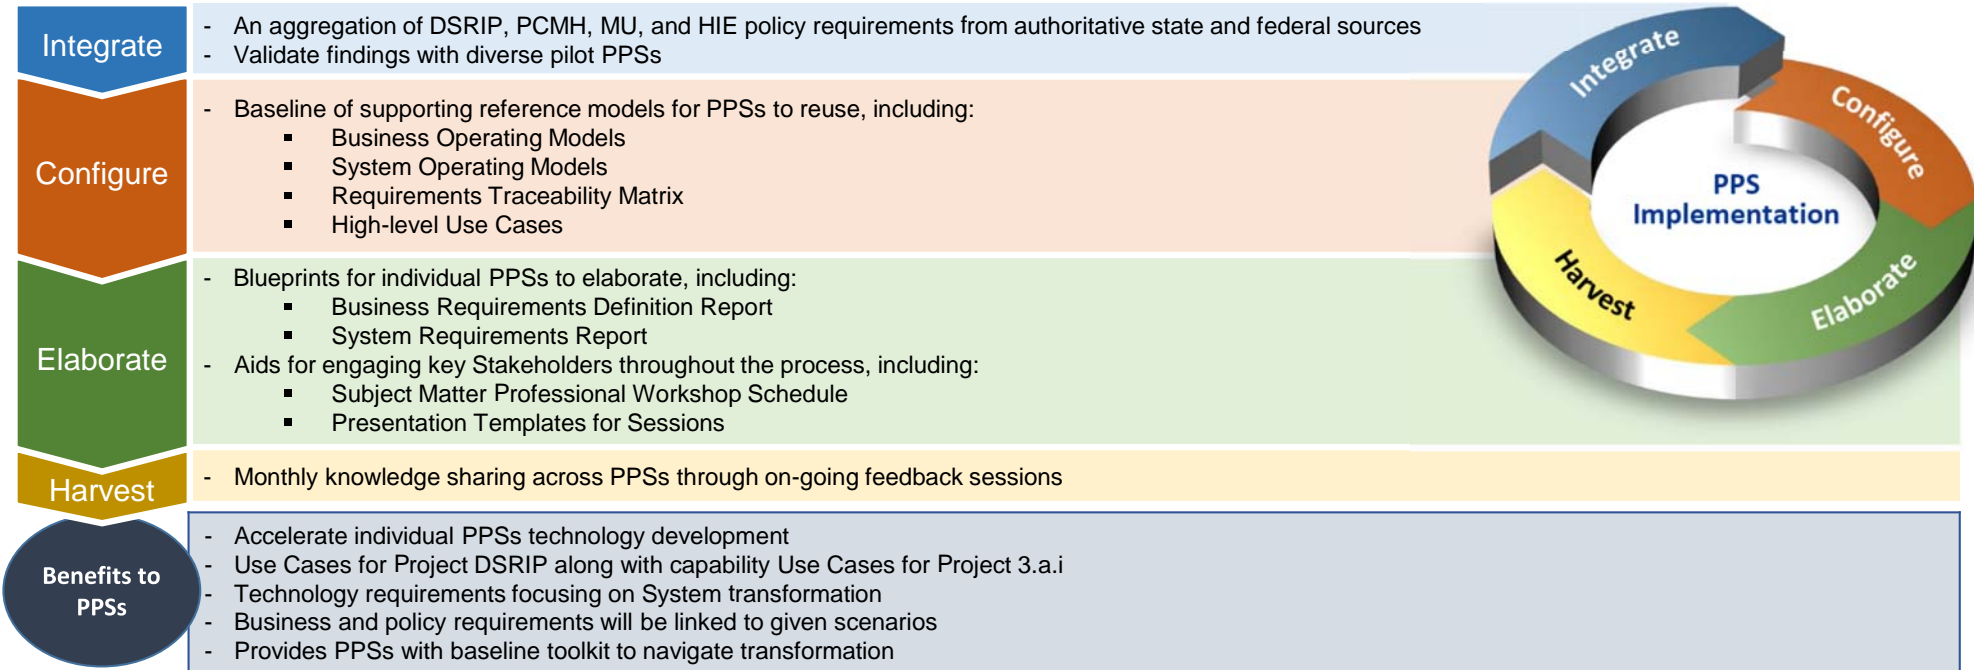 Integrate
- An aggregation of DSRIP, PCMH, MU, and HIE policy requirements from authoritative state and federal sources
- Validate findings with diverse pilot PPSs
Configure
- Baseline of supporting reference models for PPSs to reuse, including:
▪ Business Operating Models
▪ System Operating Models
▪ Requirements Traceability Matrix
▪ High-level Use Cases
Elaborate
- Blueprints for individual PPSs to elaborate, including:
▪ Business Requirements Definition Report
▪ System Requirements Report
- Aids for engaging key Stakeholders throughout the process, including:
▪ Subject Matter Professional Workshop Schedule
▪ Presentation Templates for Sessions
Harvest
- Monthly knowledge sharing across PPSs through on-going feedback sessions
Benefits to
PPSs
- Accelerate individual PPSs technology development
- Use Cases for Project DSRIP along with capability Use Cases for Project 3.a.i
- Technology requirements focusing on System transformation
- Business and policy requirements will be linked to given scenarios
- Provides PPSs with baseline toolkit to navigate transformation
Integrate
Configure
Elaborate
Harvest
PPS
Implementation